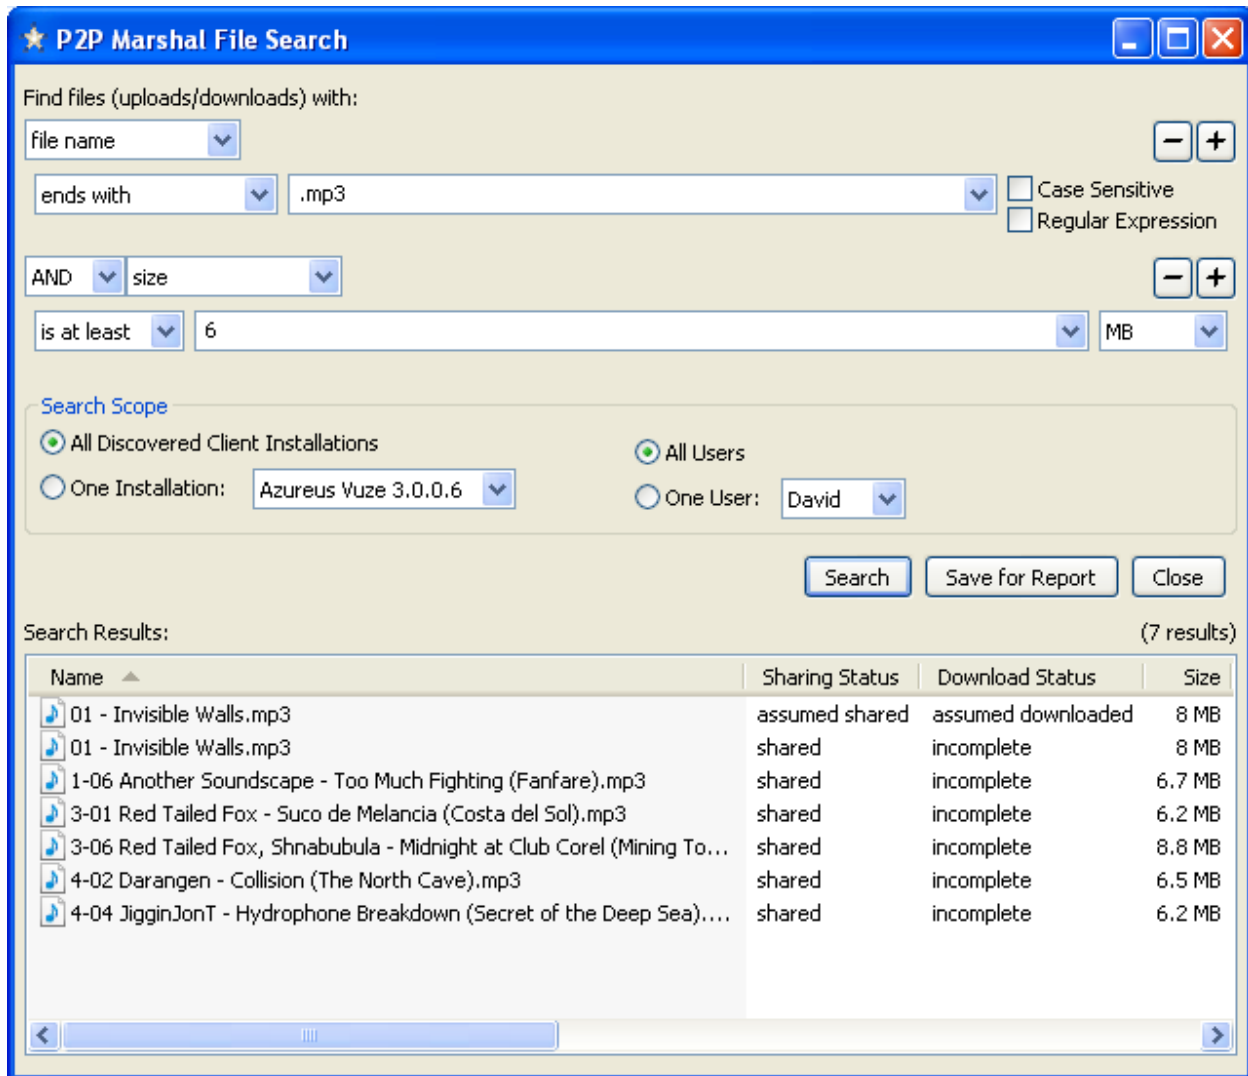 P2P Marshal File Search
Find files (uploads/downloads) with:
file name
− +
ends with .mp3 Case Sensitive
Regular Expression
AND size − +
is at least 6 MB
Search Scope
All Discovered Client Installations All Users
One Installation: Azureus Vuze 3.0.0.6 One User: David
Search Save for Report Close
Search Results: (7 results)
Name Sharing Status Download Status Size
01 - Invisible Walls.mp3 assumed shared assumed downloaded 8 MB
01 - Invisible Walls.mp3 shared incomplete 8 MB
1-06 Another Soundscape - Too Much Fighting (Fanfare).mp3 shared incomplete 6.7 MB
3-01 Red Tailed Fox - Suco de Melancia (Costa del Sol).mp3 shared incomplete 6.2 MB
3-06 Red Tailed Fox, Shnabubula - Midnight at Club Corel (Mining To... shared incomplete 8.8 MB
4-02 Darangen - Collision (The North Cave).mp3 shared incomplete 6.5 MB
4-04 JigginJonT - Hydrophone Breakdown (Secret of the Deep Sea).... shared incomplete 6.2 MB